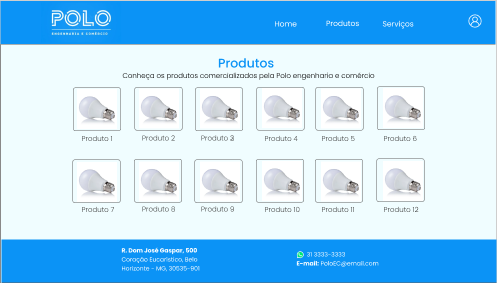 POLO
ENGENHARIA E COMÉRCIO
Home
Produtos
Serviços
Produtos
Conheça os produtos comercializados pela Polo engenharia e comércio
Produto 1
Produto 2
Produto 3
Produto 4
Produto 5
Produto 6
Produto 7
Produto 8
Produto 9
Produto 10
Produto 11
Produto 12
R. Dom José Gaspar, 500
Coração Eucarístico, Belo
Horizonte - MG, 30535-901
31 3333-3333
E-mail: PoloEC@email.com